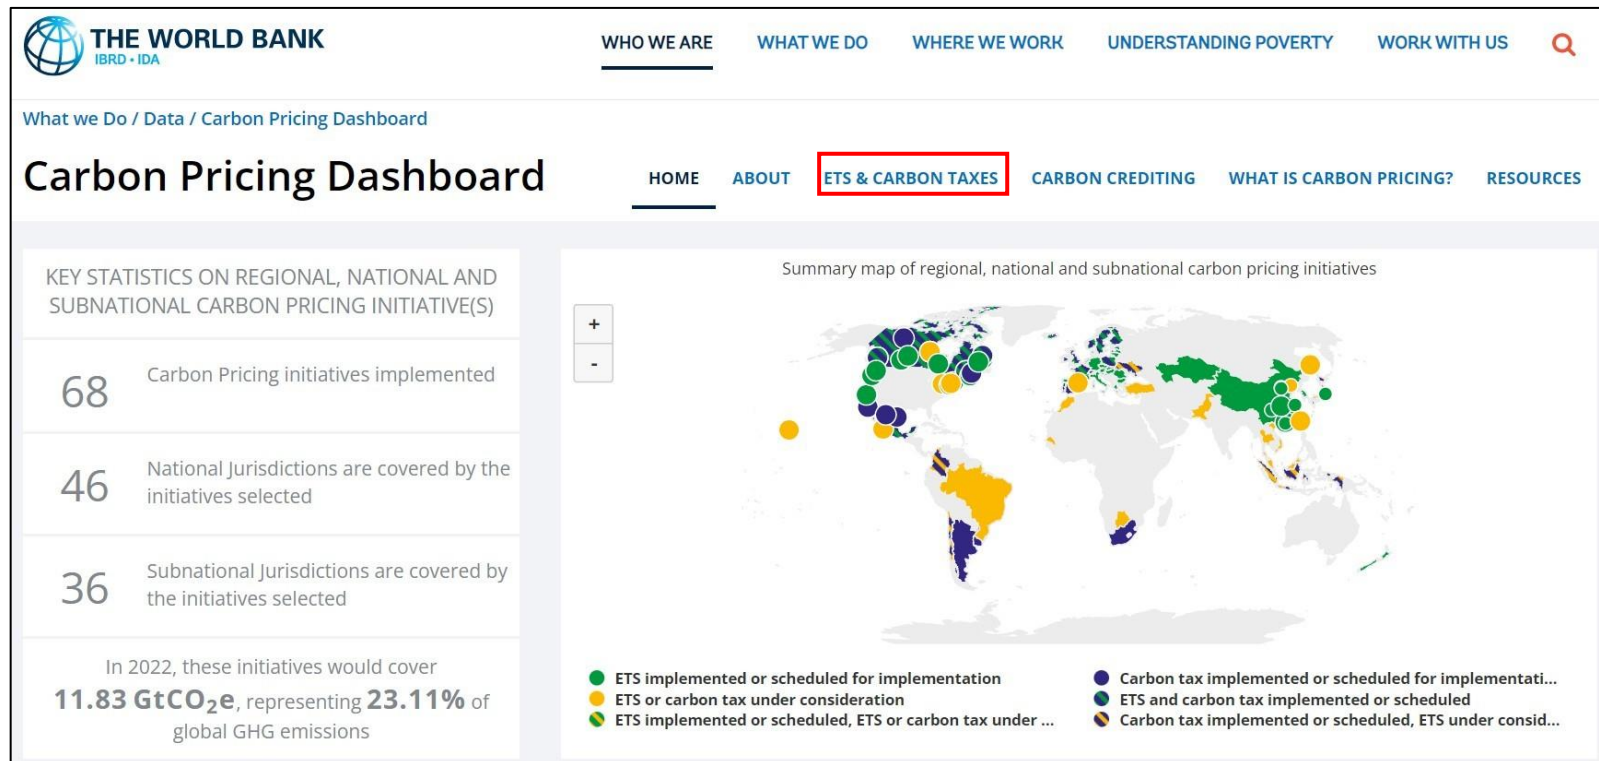 THE WORLD BANK
IBRD • IDA
WHO WE ARE
WHAT WE DO
WHERE WE WORK
UNDERSTANDING POVERTY
WORK WITH US
What we Do / Data / Carbon Pricing Dashboard
Carbon Pricing Dashboard
HOME
ABOUT
ETS & CARBON TAXES
CARBON CREDITING
WHAT IS CARBON PRICING?
RESOURCES
KEY STATISTICS ON REGIONAL, NATIONAL AND
SUBNATIONAL CARBON PRICING INITIATIVE(S)
68
Carbon Pricing initiatives implemented
46
National Jurisdictions are covered by the
initiatives selected
36
Subnational Jurisdictions are covered by
the initiatives selected
In 2022, these initiatives would cover
11.83 GtCO₂e, representing 23.11% of
global GHG emissions
Summary map of regional, national and subnational carbon pricing initiatives
+
-
ETS implemented or scheduled for implementation
ETS or carbon tax under consideration
ETS implemented or scheduled, ETS or carbon tax under ...
Carbon tax implemented or scheduled for implementati...
ETS and carbon tax implemented or scheduled
Carbon tax implemented or scheduled, ETS under consid...